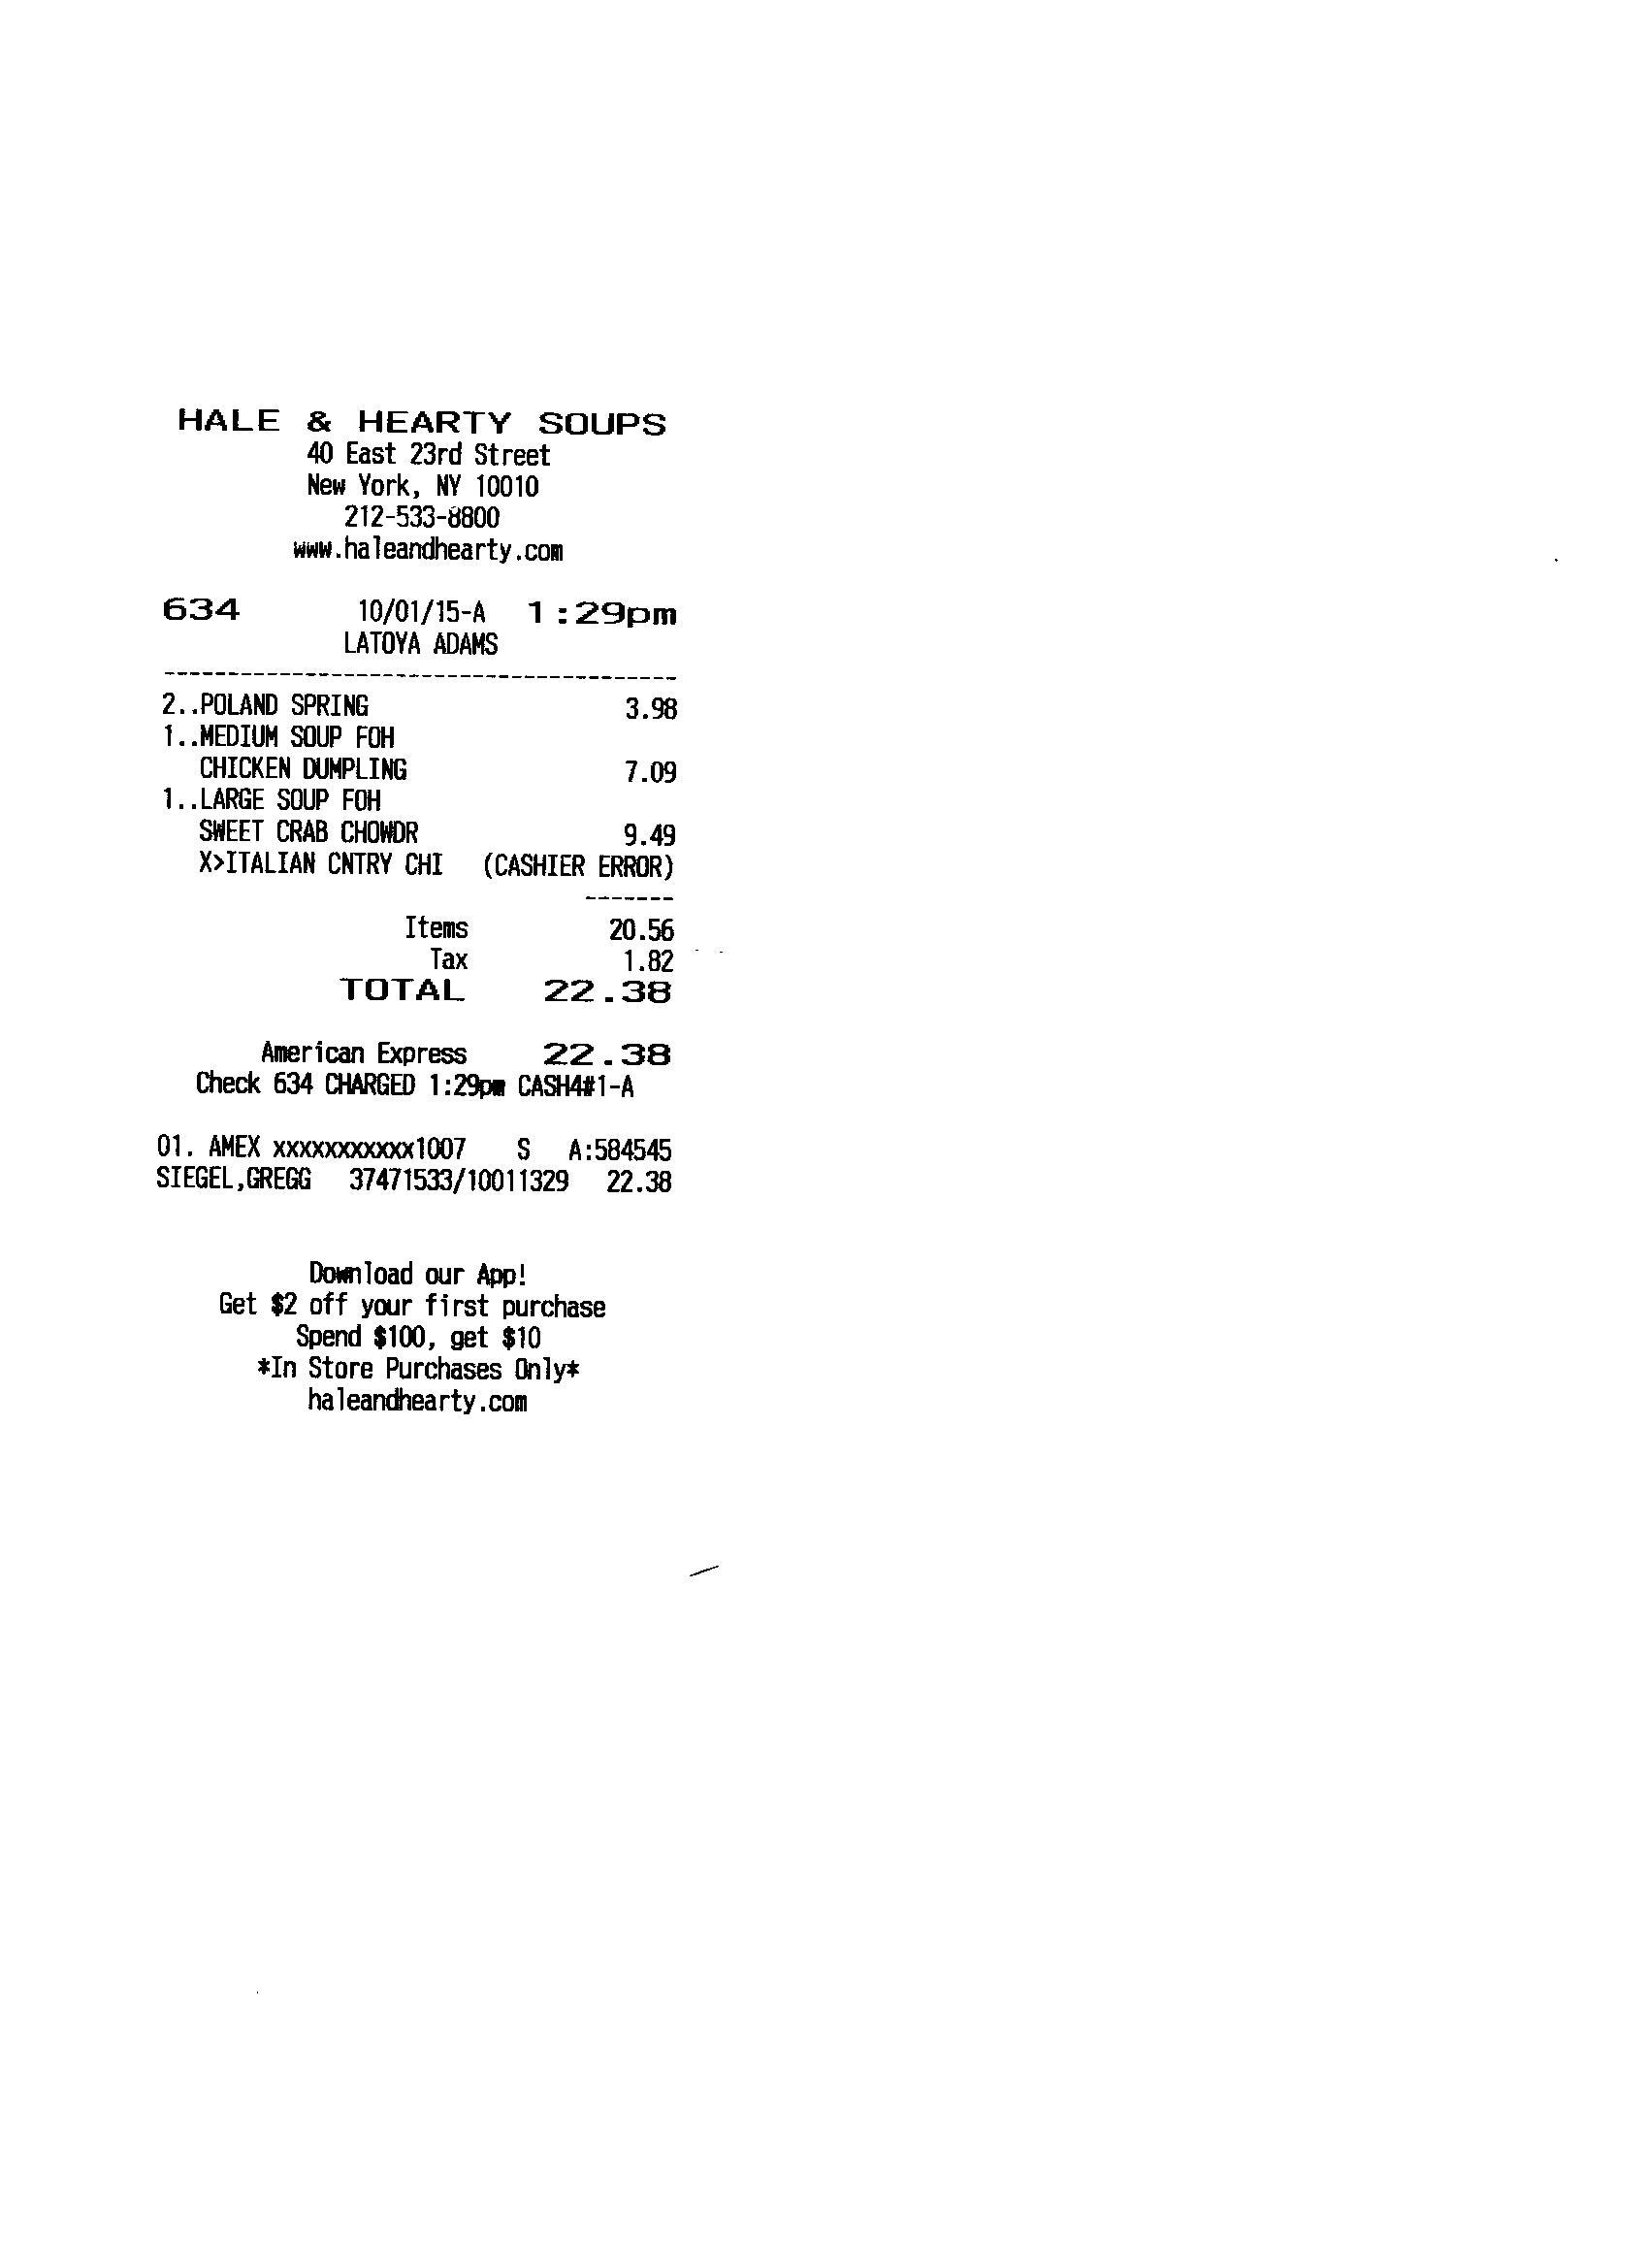 HALE & HEARTY SOUPS
40 East 23rd Street
New York, NY 10010
212-533-8800
www.haleandhearty.com
634 10/01/15-A 1:29pm
LATOYA ADAMS
----------------------------------------
2..POLAND SPRING 3.98
1..MEDIUM SOUP FOH
CHICKEN DUMPLING 7.09
1..LARGE SOUP FOH
SWEET CRAB CHOWDR 9.49
X>ITALIAN CNTRY CHI (CASHIER ERROR)
-------
Items 20.56
Tax 1.82
TOTAL 22.38
American Express 22.38
Check 634 CHARGED 1:29pm CASH4#1-A
01. AMEX xxxxxxxxxxx1007 S A:584545
SIEGEL,GREGG 37471533/10011329 22.38
Download our App!
Get $2 off your first purchase
Spend $100, get $10
*In Store Purchases Only*
haleandhearty.com